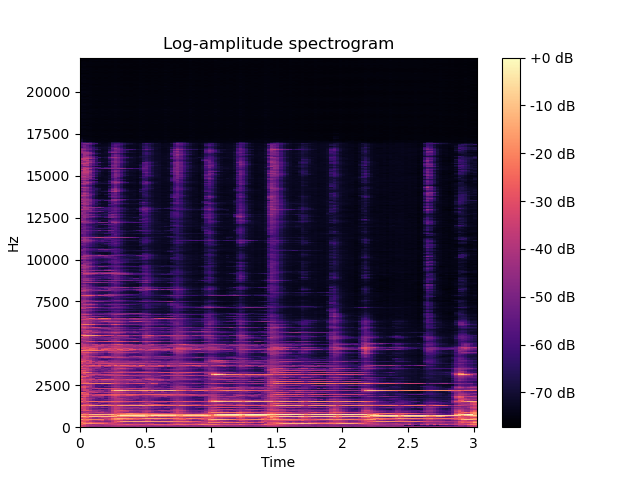 Log-amplitude spectrogram
Hz
20000
17500
15000
12500
10000
7500
5000
2500
0
0 0.5 1 1.5 2 2.5 3
Time
+0 dB
-10 dB
-20 dB
-30 dB
-40 dB
-50 dB
-60 dB
-70 dB